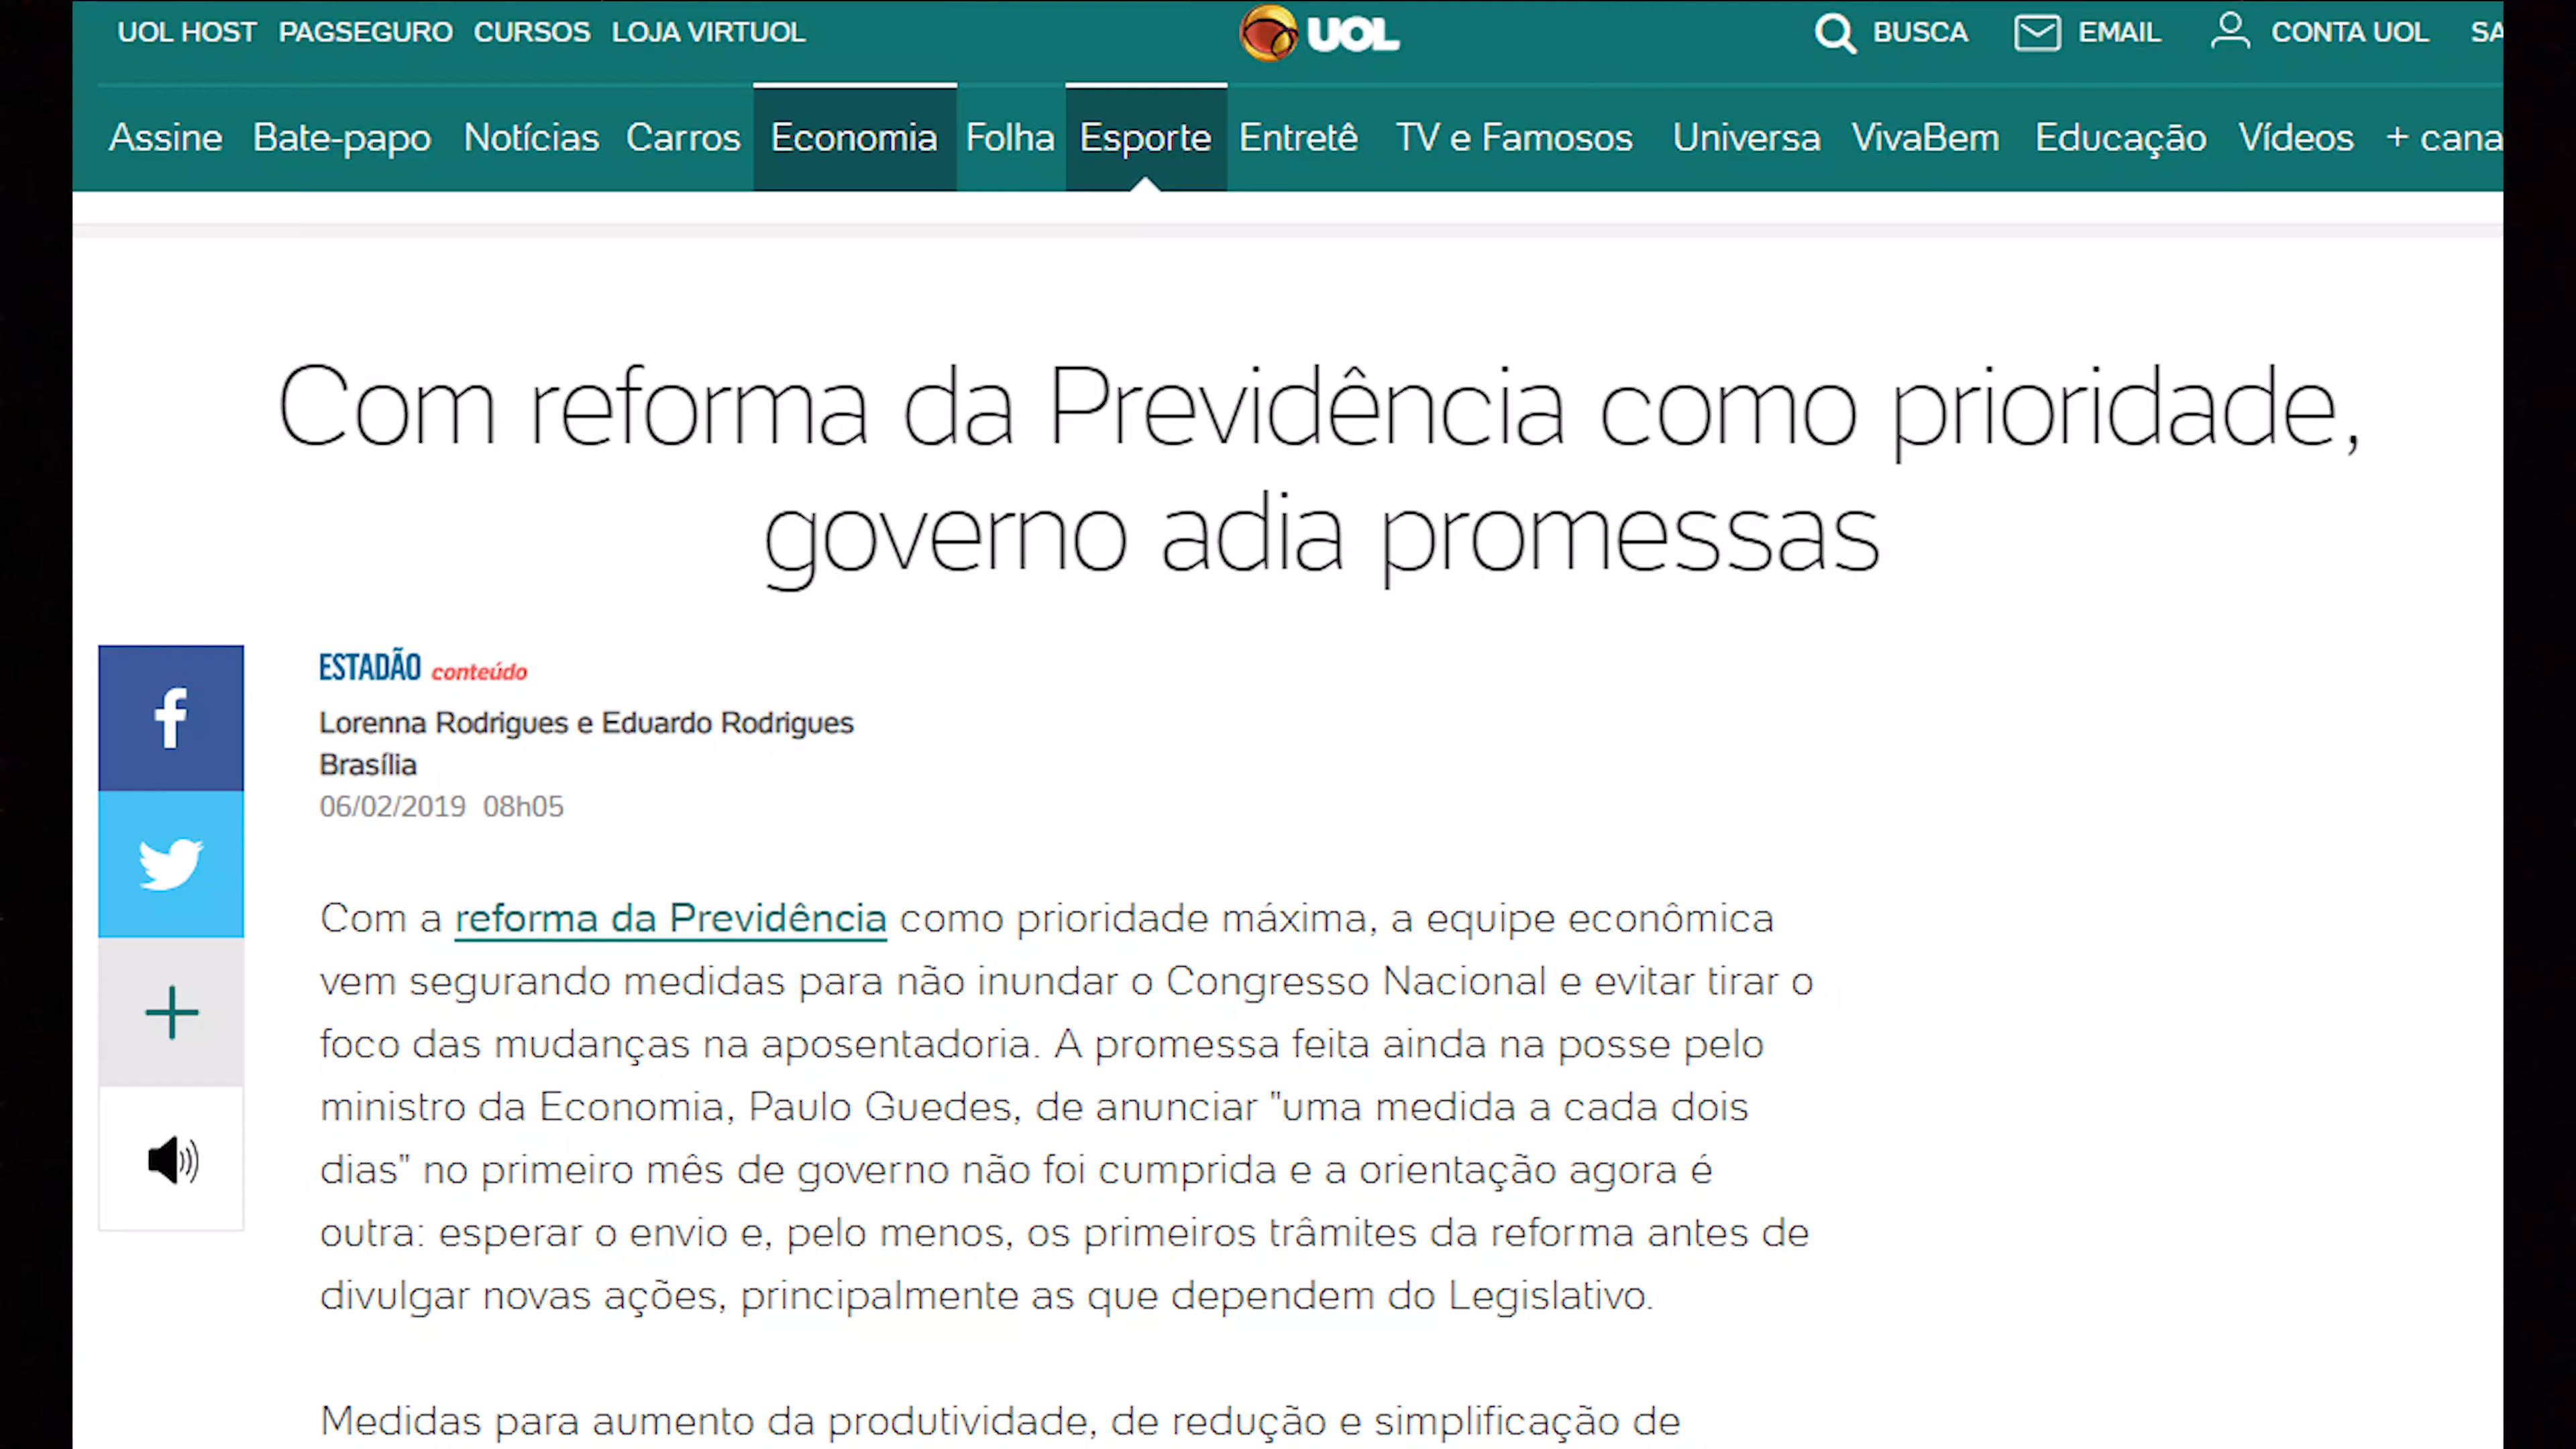 UOL HOST PAGSEGURO CURSOS LOJA VIRTUOL UOL BUSCA EMAIL CONTA UOL SA
Assine Bate-papo Notícias Carros Economia Folha Esporte Entretê TV e Famosos Universa VivaBem Educação Vídeos + cana
Com reforma da Previdência como prioridade,
governo adia promessas
ESTADÃO conteúdo
Lorenna Rodrigues e Eduardo Rodrigues
Brasília
06/02/2019 08h05
Com a reforma da Previdência como prioridade máxima, a equipe econômica
vem segurando medidas para não inundar o Congresso Nacional e evitar tirar o
foco das mudanças na aposentadoria. A promessa feita ainda na posse pelo
ministro da Economia, Paulo Guedes, de anunciar "uma medida a cada dois
dias" no primeiro mês de governo não foi cumprida e a orientação agora é
outra: esperar o envio e, pelo menos, os primeiros trâmites da reforma antes de
divulgar novas ações, principalmente as que dependem do Legislativo.
Medidas para aumento da produtividade, de redução e simplificação de